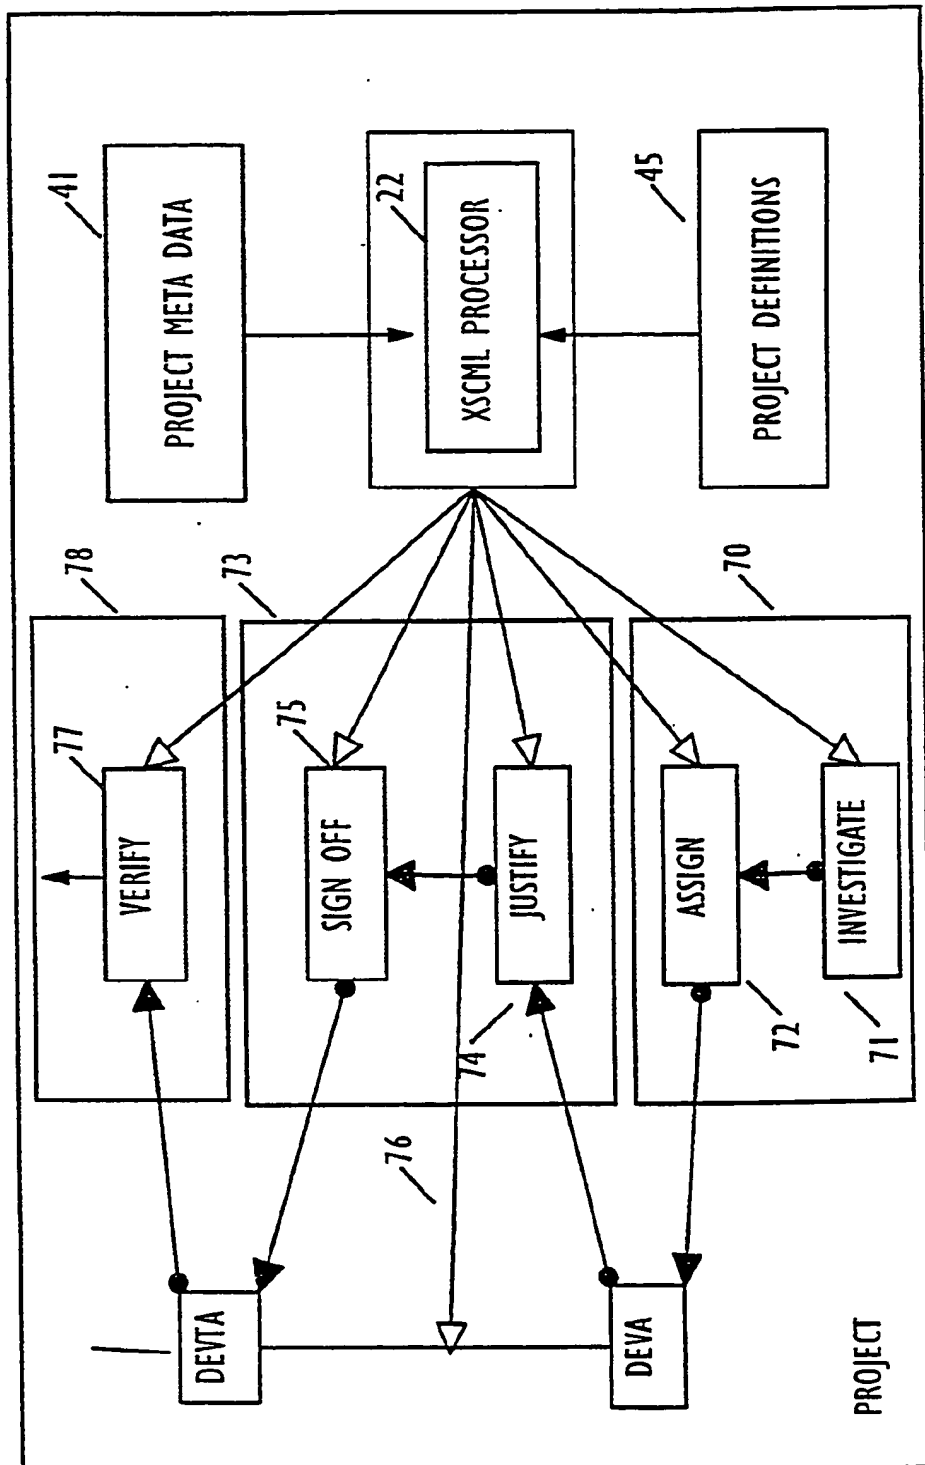 41
PROJECT META DATA
22
XSCML PROCESSOR
45
PROJECT DEFINITIONS
78
73
70
77
VERIFY
75
SIGN OFF
JUSTIFY
74
ASSIGN
72
INVESTIGATE
71
76
DEVTA
DEVA
PROJECT